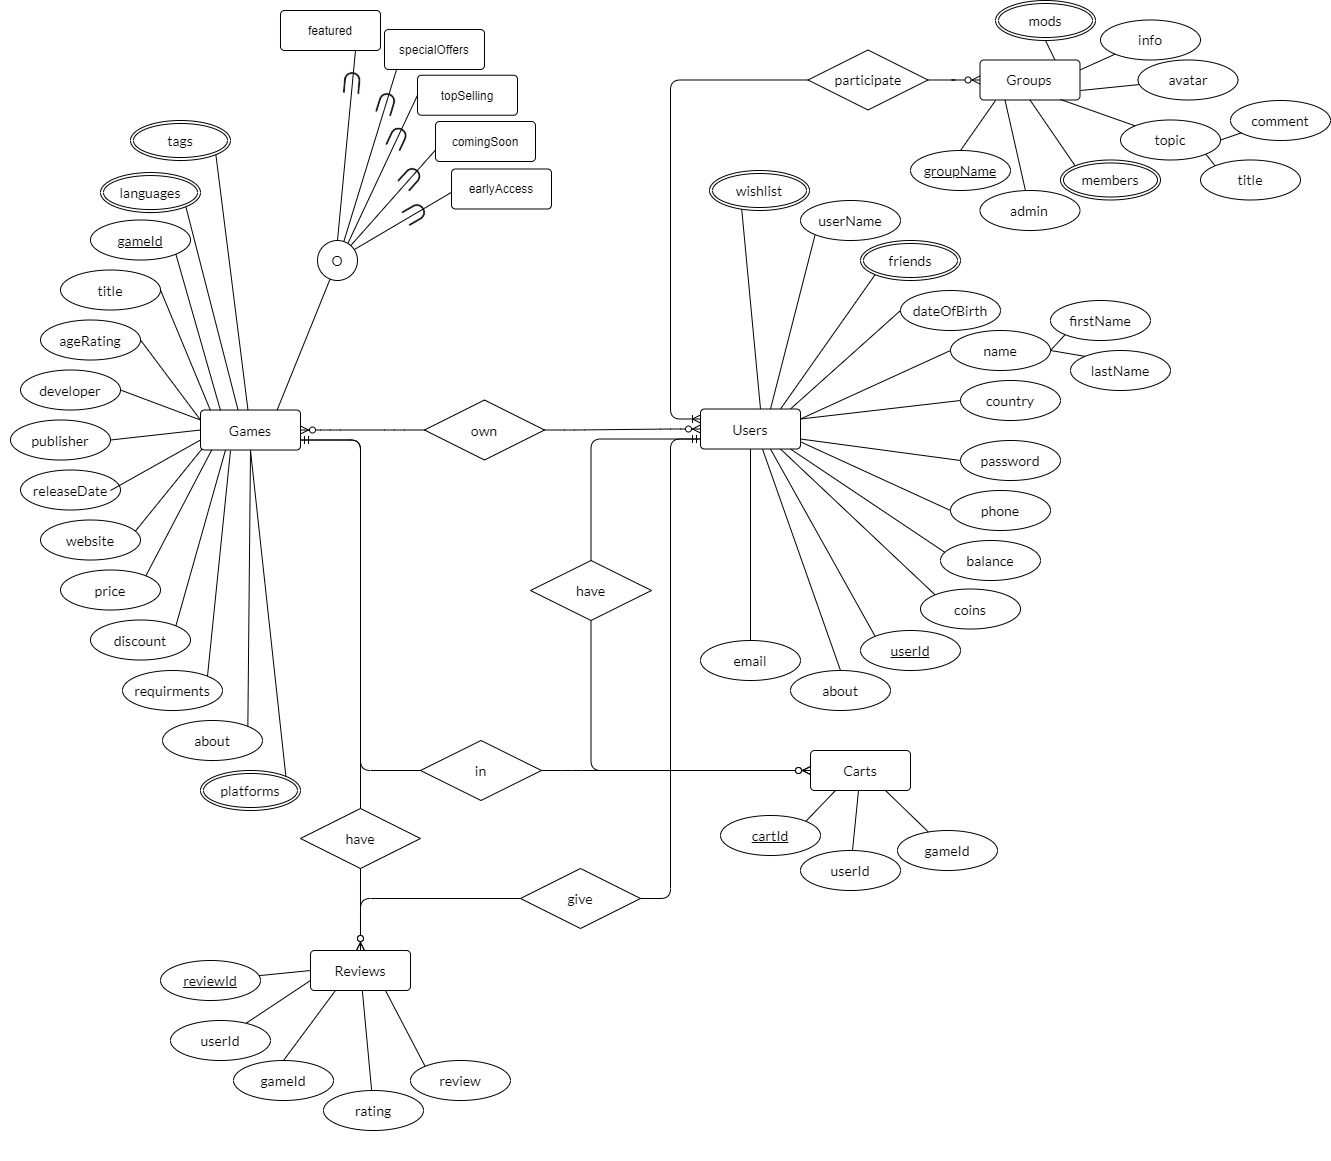 featured
specialOffers
topSelling
comingSoon
earlyAccess
O
tags
languages
gameId
title
ageRating
developer
publisher
releaseDate
website
price
discount
requirments
about
platforms
Games
own
participate
mods
info
avatar
Groups
comment
topic
title
groupName
members
admin
wishlist
userName
friends
dateOfBirth
firstName
name
lastName
country
Users
password
phone
balance
coins
userId
about
email
have
in
Carts
cartId
userId
gameId
have
give
Reviews
reviewId
userId
gameId
rating
review